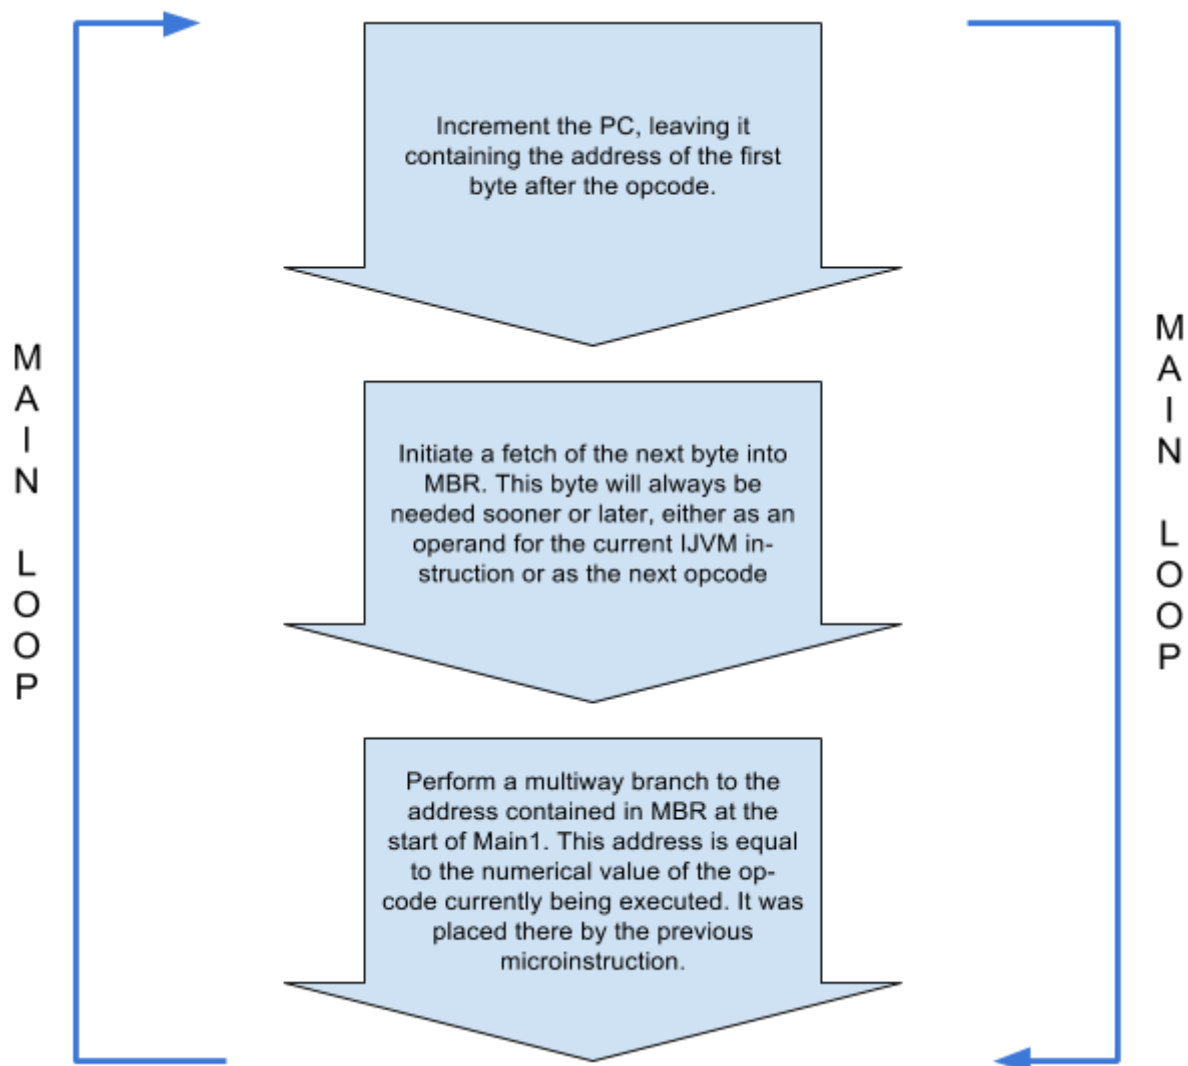 Increment the PC, leaving it
containing the address of the first
byte after the opcode.
MAIN LOOP
MAIN LOOP
Initiate a fetch of the next byte into
MBR. This byte will always be
needed sooner or later, either as an
operand for the current IJVM in-
struction or as the next opcode
Perform a multiway branch to the
address contained in MBR at the
start of Main1. This address is equal
to the numerical value of the op-
code currently being executed. It was
placed there by the previous
microinstruction.